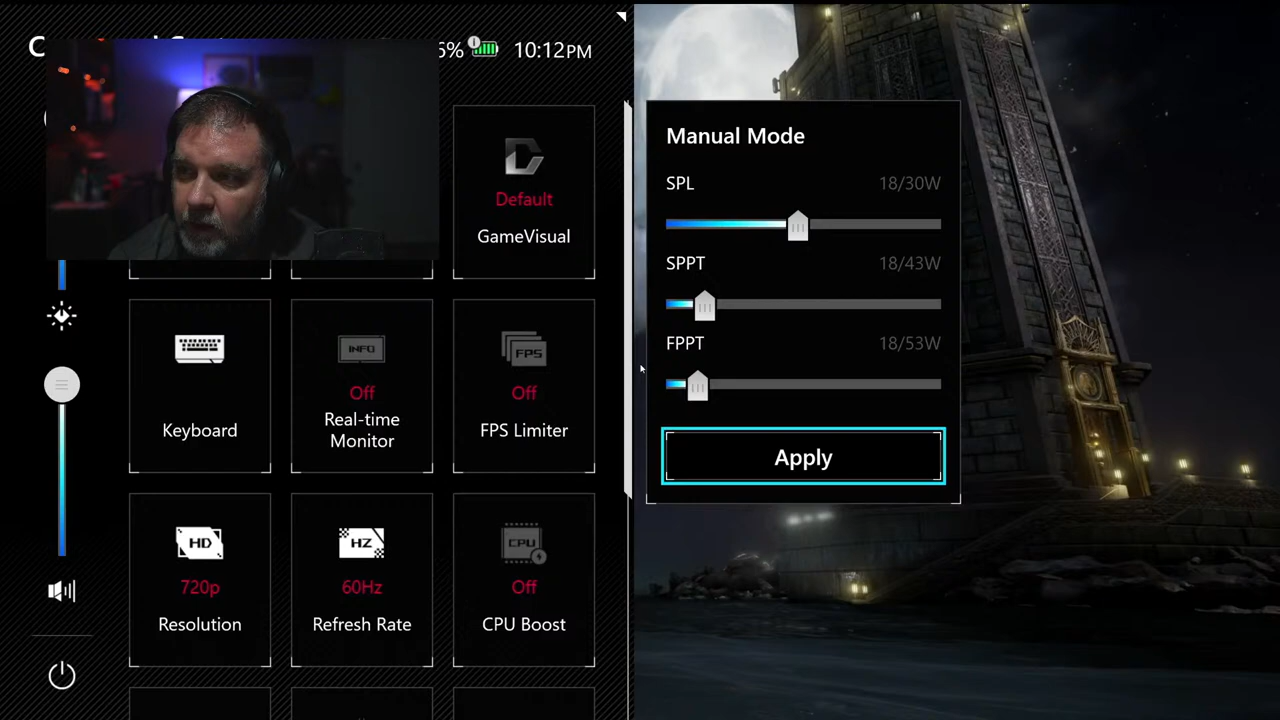 10:12PM
Default
GameVisual
Keyboard
INFO
Off
Real-time
Monitor
FPS
Off
FPS Limiter
HD
720p
Resolution
HZ
60Hz
Refresh Rate
CPU
Off
CPU Boost
Manual Mode
SPL 18/30W
SPPT 18/43W
FPPT 18/53W
Apply